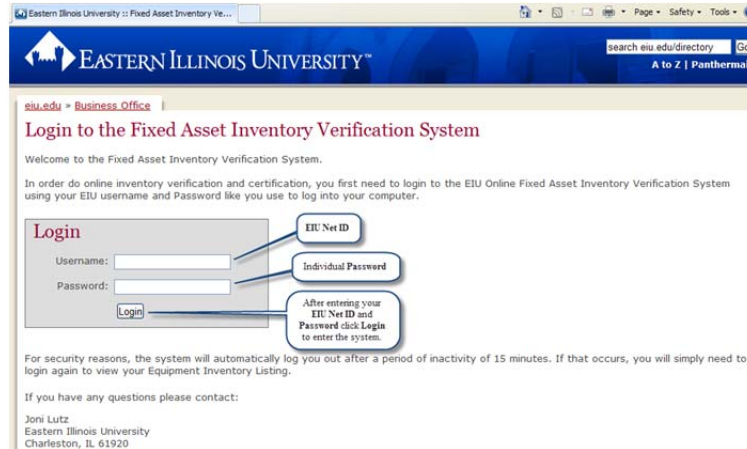 Eastern Illinois University :: Fixed Asset Inventory Ve...
Page Safety Tools
EASTERN ILLINOIS UNIVERSITY™
search eiu.edu/directory Go
A to Z | Panthermail
eiu.edu » Business Office
Login to the Fixed Asset Inventory Verification System
Welcome to the Fixed Asset Inventory Verification System.
In order do online inventory verification and certification, you first need to login to the EIU Online Fixed Asset Inventory Verification System
using your EIU username and Password like you use to log into your computer.
Login
EIU Net ID
Username:
Individual Password
Password:
Login
After entering your
EIU Net ID and
Password click Login
to enter the system.
For security reasons, the system will automatically log you out after a period of inactivity of 15 minutes. If that occurs, you will simply need to
login again to view your Equipment Inventory Listing.
If you have any questions please contact:
Joni Lutz
Eastern Illinois University
Charleston, IL 61920